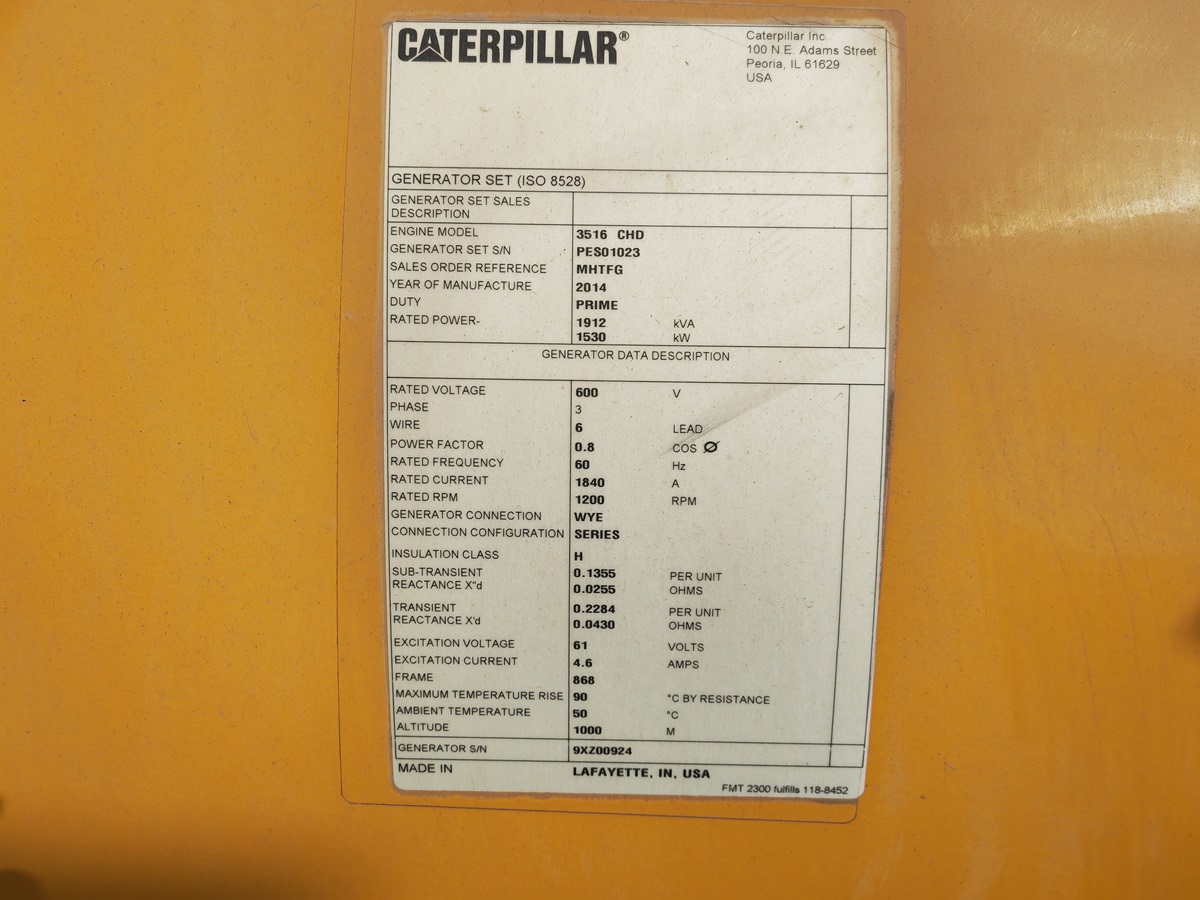 CATERPILLAR®
Caterpillar Inc
100 N.E. Adams Street
Peoria, IL 61629
USA
GENERATOR SET (ISO 8528)
GENERATOR SET SALES
DESCRIPTION
ENGINE MODEL 3516 CHD
GENERATOR SET S/N PES01023
SALES ORDER REFERENCE MHTFG
YEAR OF MANUFACTURE 2014
DUTY PRIME
RATED POWER- 1912 kVA
1530 kW
GENERATOR DATA DESCRIPTION
RATED VOLTAGE 600 V
PHASE 3
WIRE 6 LEAD
POWER FACTOR 0.8 COS Ø
RATED FREQUENCY 60 Hz
RATED CURRENT 1840 A
RATED RPM 1200 RPM
GENERATOR CONNECTION WYE
CONNECTION CONFIGURATION SERIES
INSULATION CLASS H
SUB-TRANSIENT 0.1355 PER UNIT
REACTANCE X"d 0.0255 OHMS
TRANSIENT 0.2284 PER UNIT
REACTANCE X'd 0.0430 OHMS
EXCITATION VOLTAGE 61 VOLTS
EXCITATION CURRENT 4.6 AMPS
FRAME 868
MAXIMUM TEMPERATURE RISE 90 °C BY RESISTANCE
AMBIENT TEMPERATURE 50 °C
ALTITUDE 1000 M
GENERATOR S/N 9XZ00924
MADE IN LAFAYETTE, IN, USA
FMT 2300 fulfills 118-8452